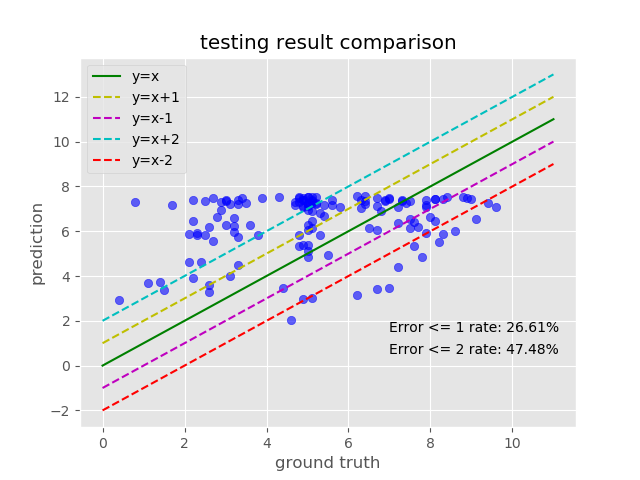 testing result comparison
y=x
y=x+1
y=x-1
y=x+2
y=x-2
12
10
8
6
4
2
0
−2
prediction
Error <= 1 rate: 26.61%
Error <= 2 rate: 47.48%
0 2 4 6 8 10
ground truth